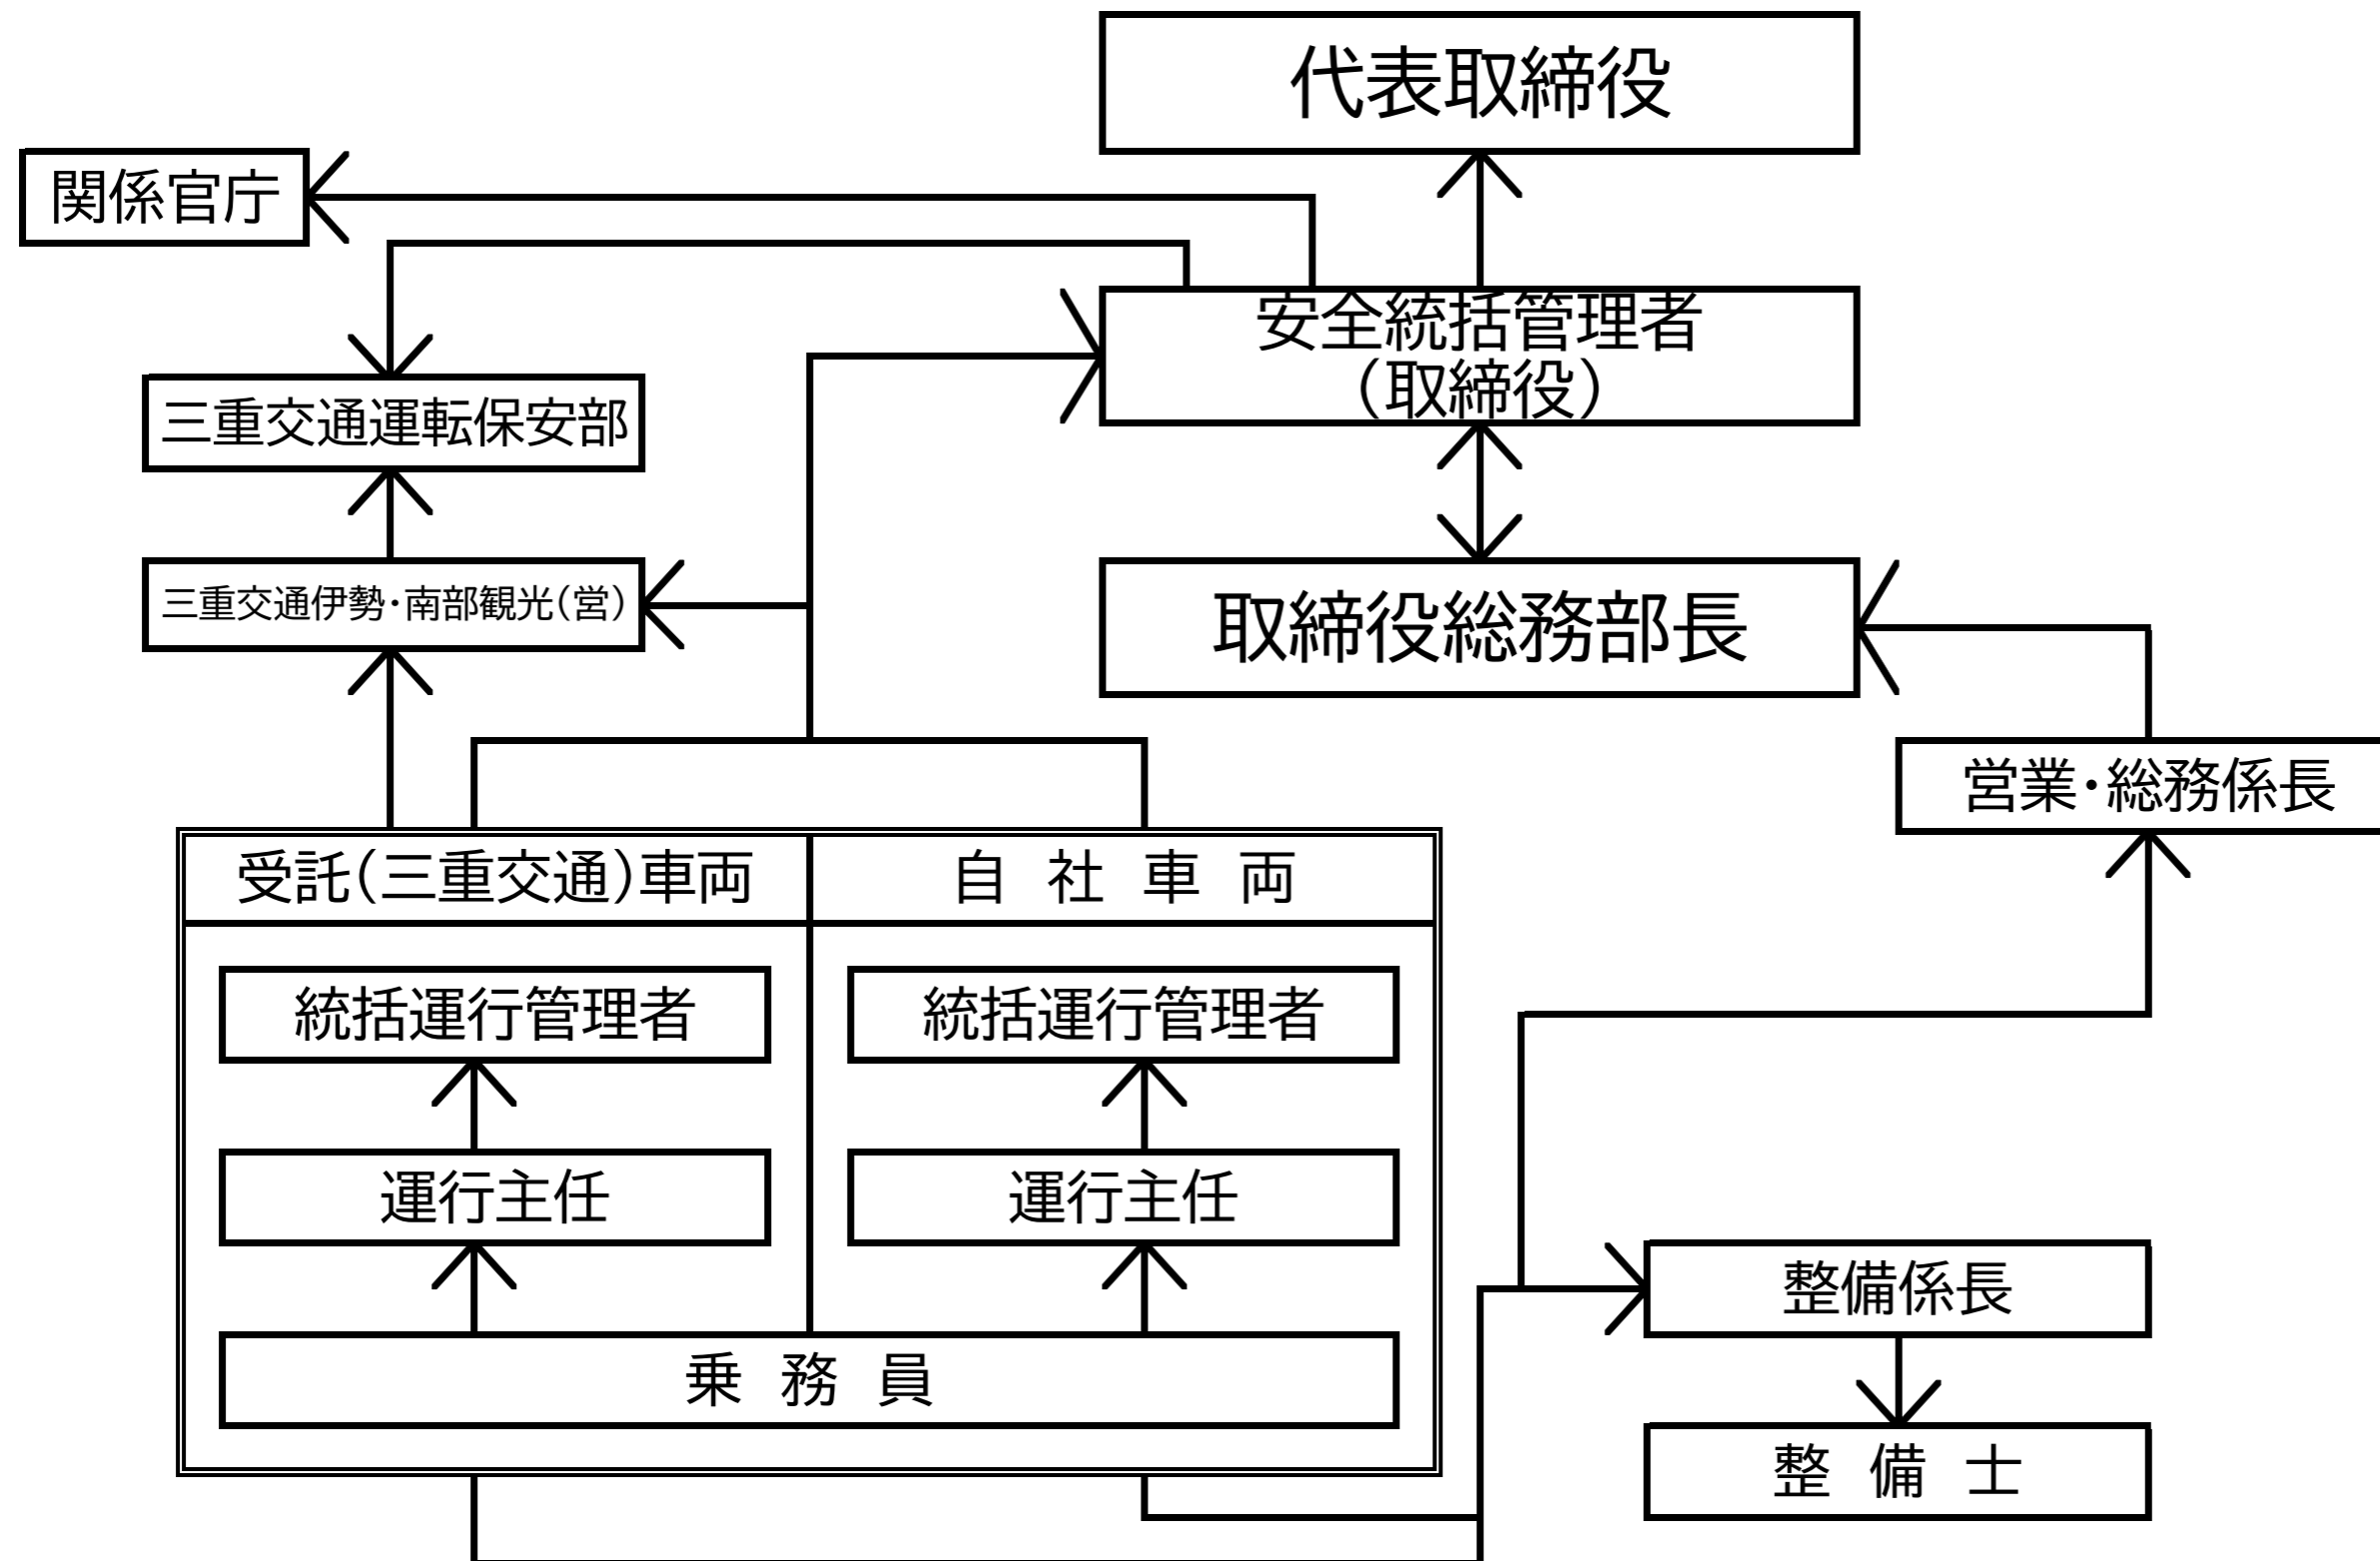 代表取締役
関係官庁
安全統括管理者
（取締役）
三重交通運転保安部
三重交通伊勢・南部観光（営）
取締役総務部長
営業・総務係長
受託（三重交通）車両
自 社 車 両
統括運行管理者
統括運行管理者
運行主任
運行主任
整備係長
乗 務 員
整 備 士